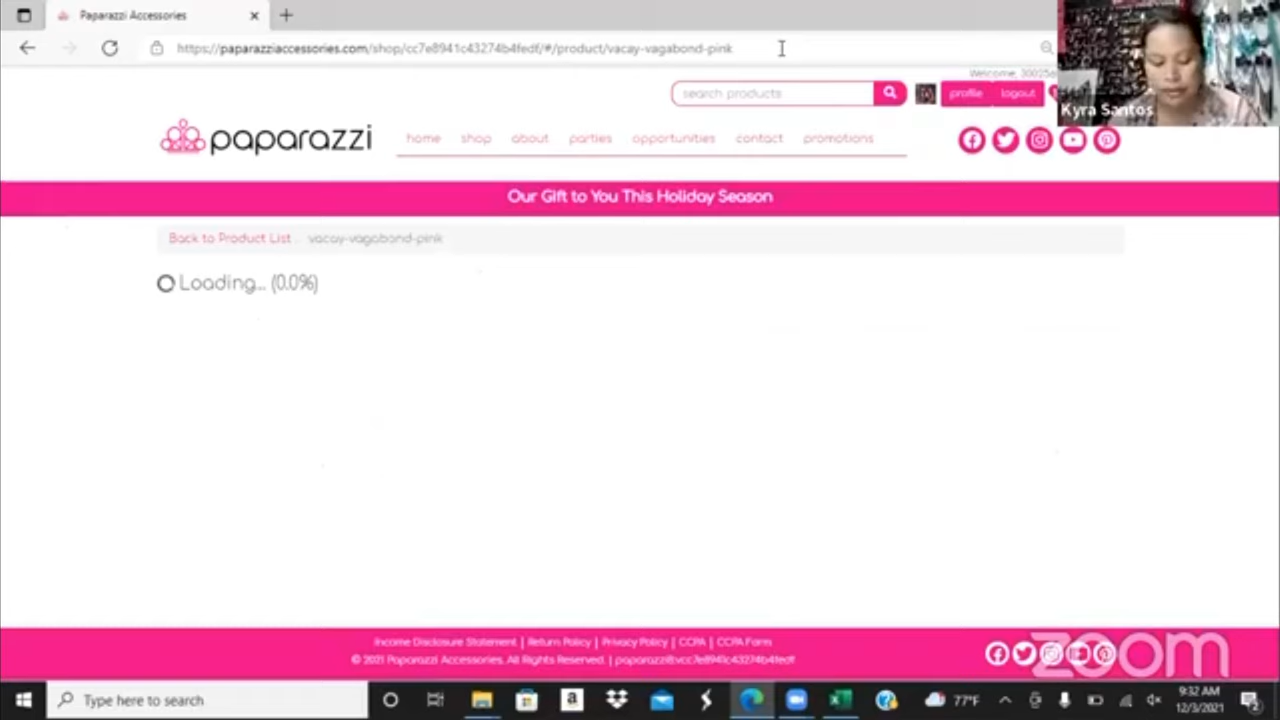 Paparazzi Accessories
https://paparazziaccessories.com/shop/cc7e8941c43274b4fedf/#/product/vacay-vagabond-pink
Welcome, 30025
search products
profile
logout
Kyra Santos
paparazzi
home shop about parties opportunities contact promotions
Our Gift to You This Holiday Season
Back to Product List vacay-vagabond-pink
Loading... (0.0%)
Income Disclosure Statement | Return Policy | Privacy Policy | CCPA | CCPA Form
© 2021 Paparazzi Accessories. All Rights Reserved. |
zoom
Type here to search
77°F
9:32 AM
12/3/2021